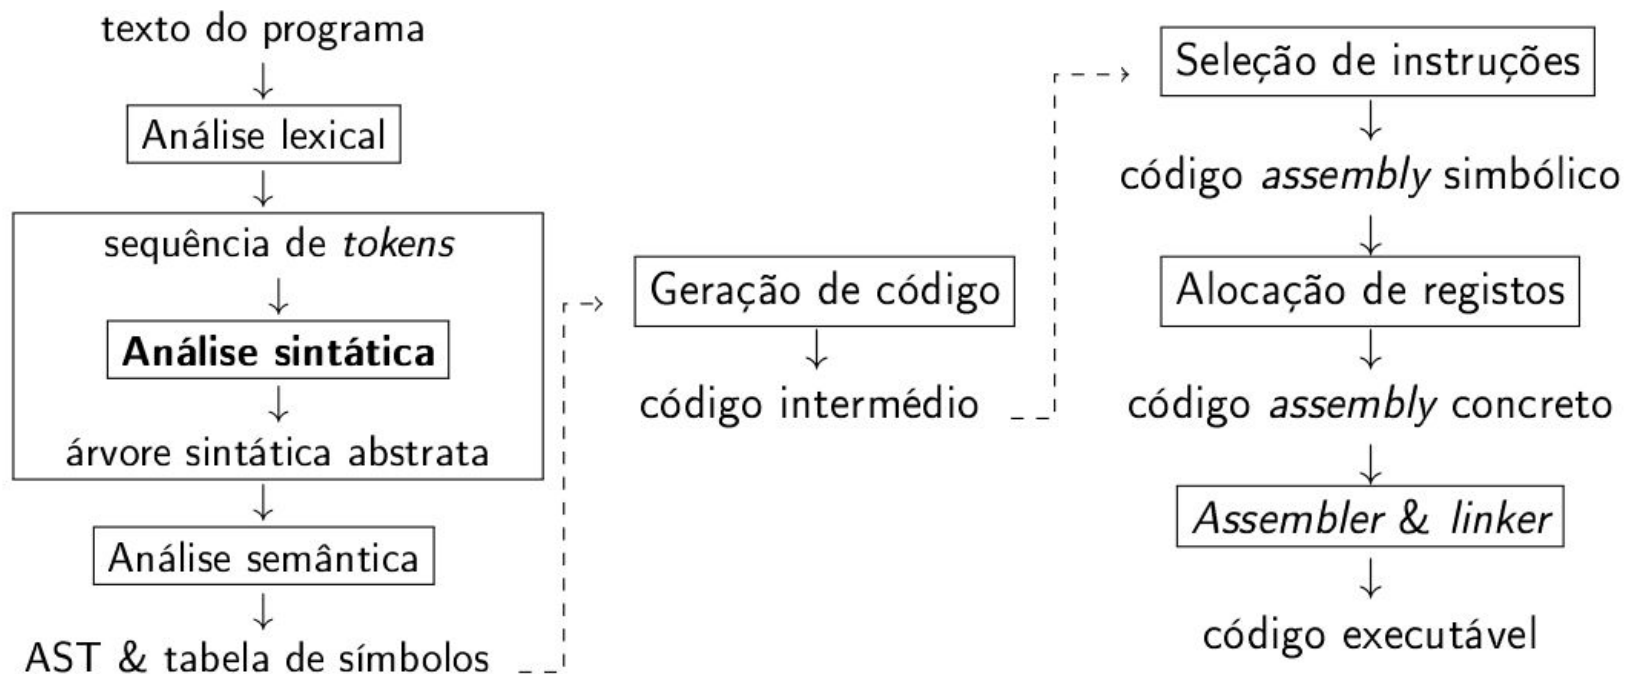 texto do programa
Análise lexical
sequência de tokens
Análise sintática
árvore sintática abstrata
Análise semântica
AST & tabela de símbolos
Geração de código
código intermédio
Seleção de instruções
código assembly simbólico
Alocação de registos
código assembly concreto
Assembler & linker
código executável